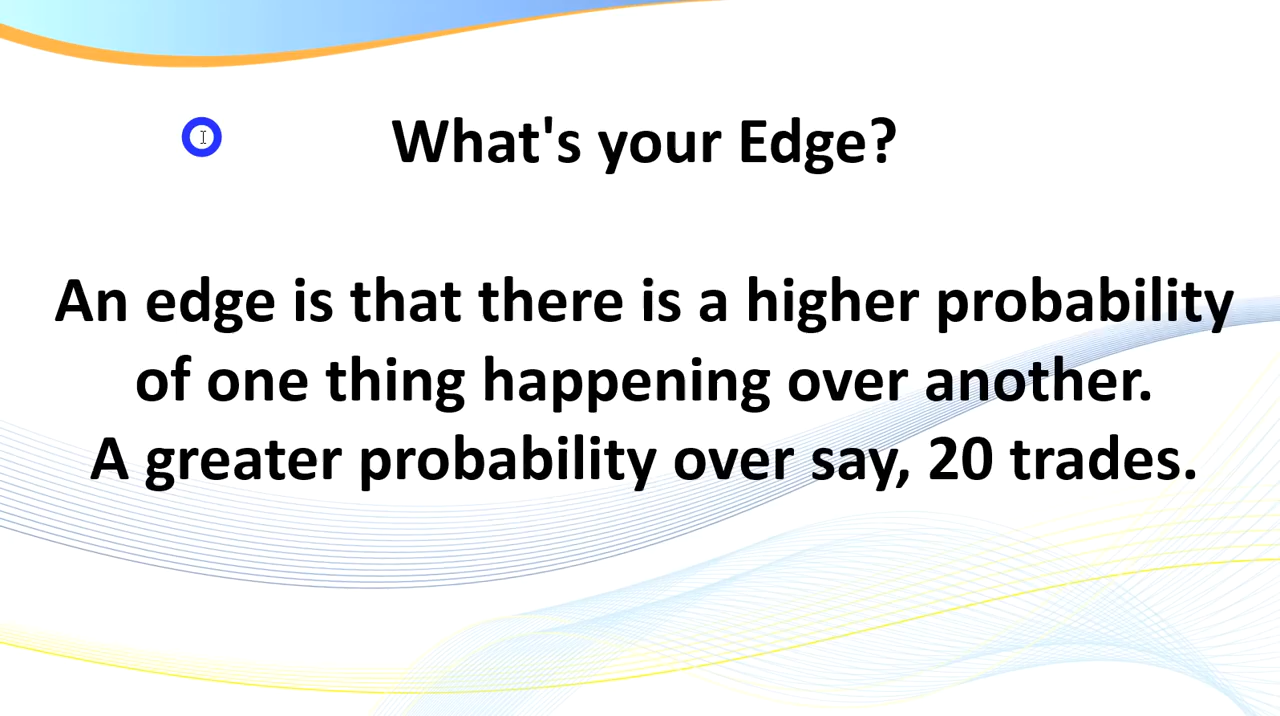 What's your Edge?
An edge is that there is a higher probability
of one thing happening over another.
A greater probability over say, 20 trades.